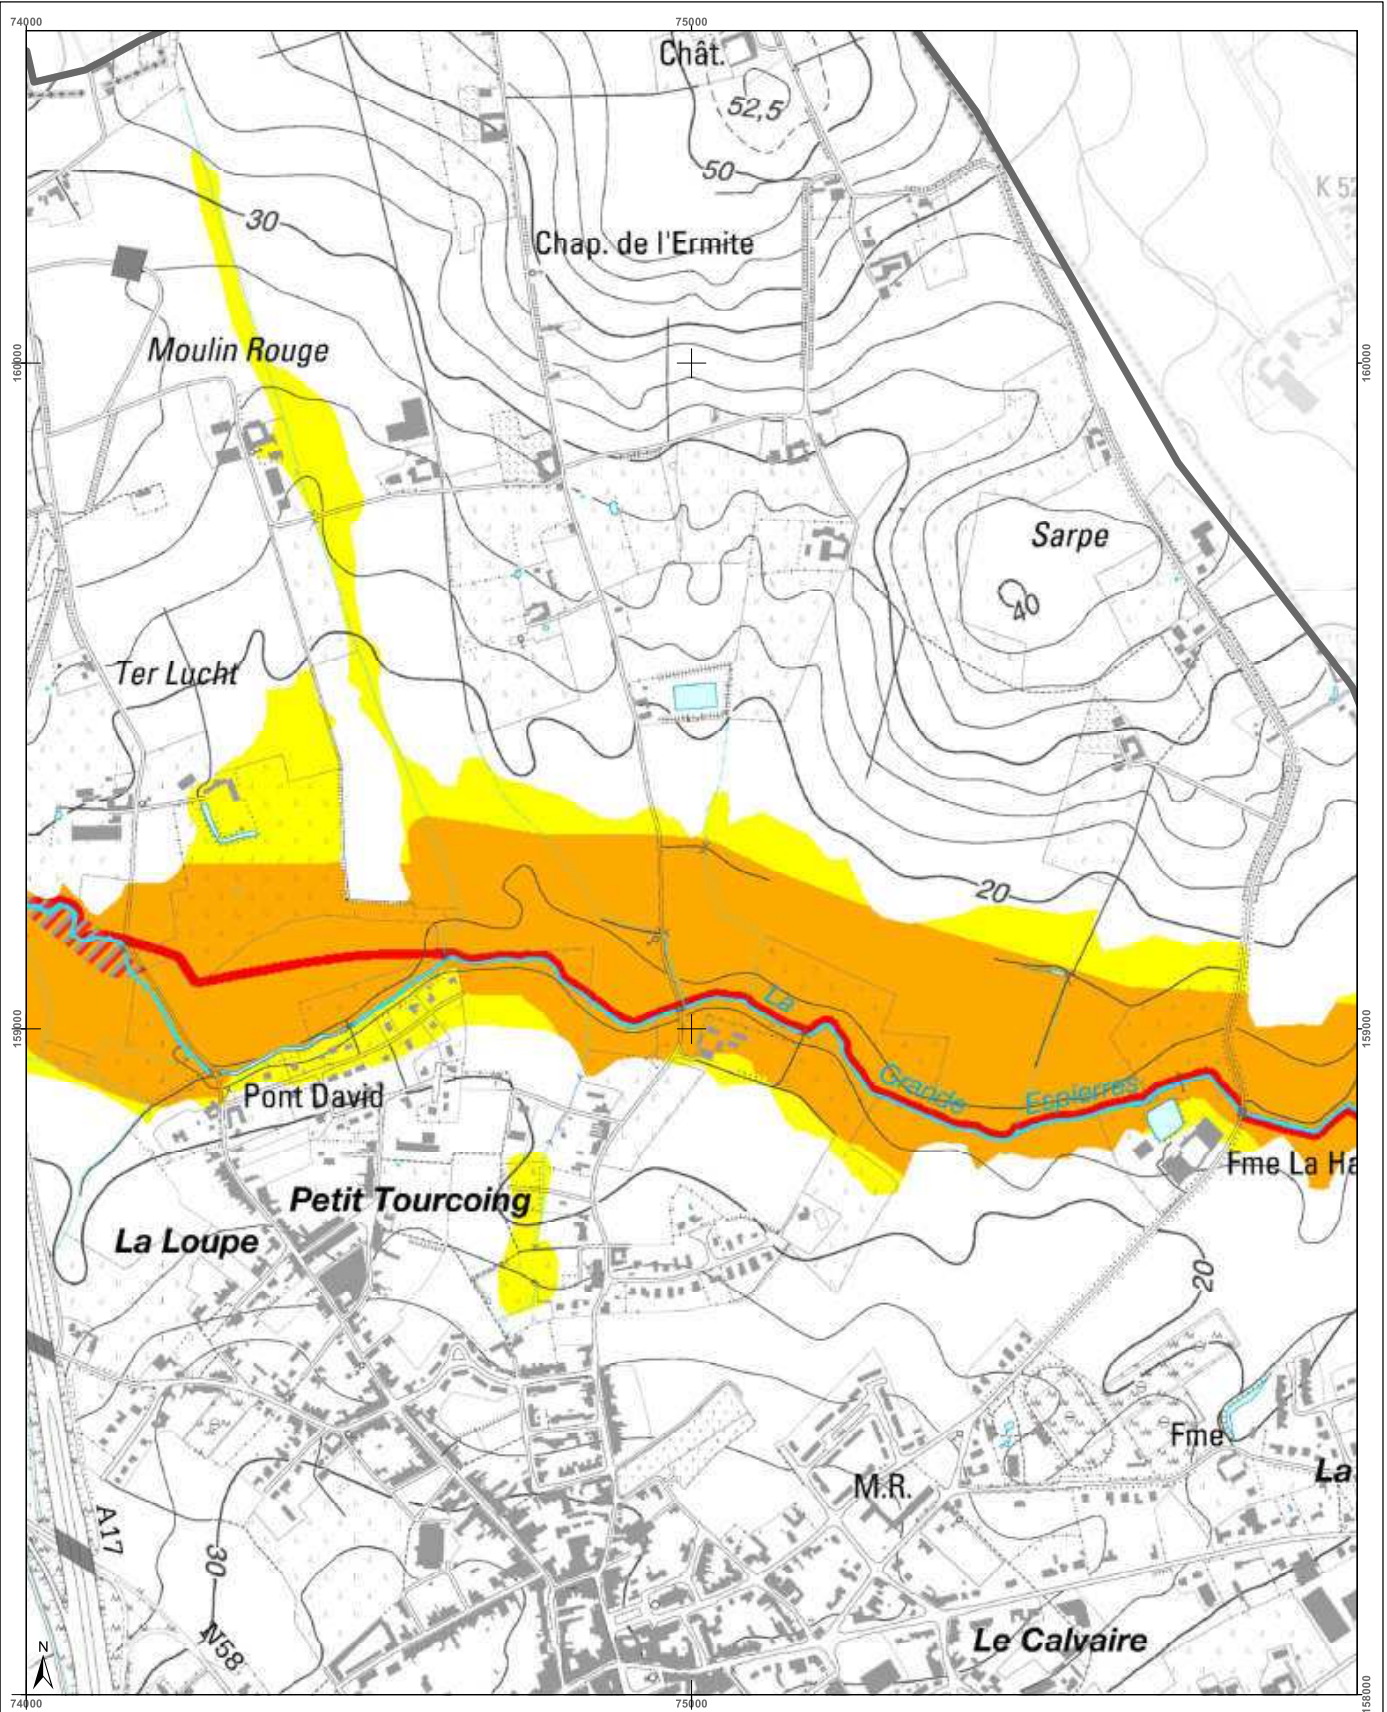 74000
75000
Chât.
52,5
50
K 52
30
Chap. de l'Ermite
Moulin Rouge
160000
160000
Sarpe
40
Ter Lucht
20
La
Grande
Espierres
159000
159000
Pont David
Fme La Ha
Petit Tourcoing
La Loupe
20
Fme
La
M.R.
A17
30
N58
Le Calvaire
N
74000
75000
158000